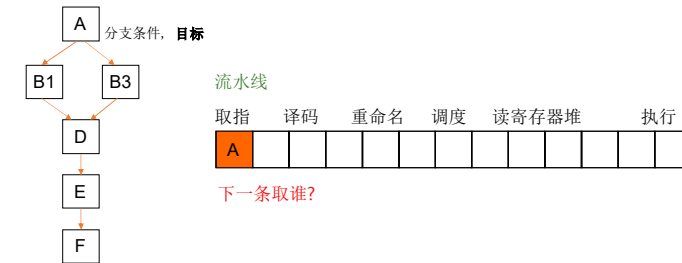 A
分支条件, 目标
B1
B3
D
E
F
流水线
取指 译码 重命名 调度 读寄存器堆 执行
A
下一条取谁?